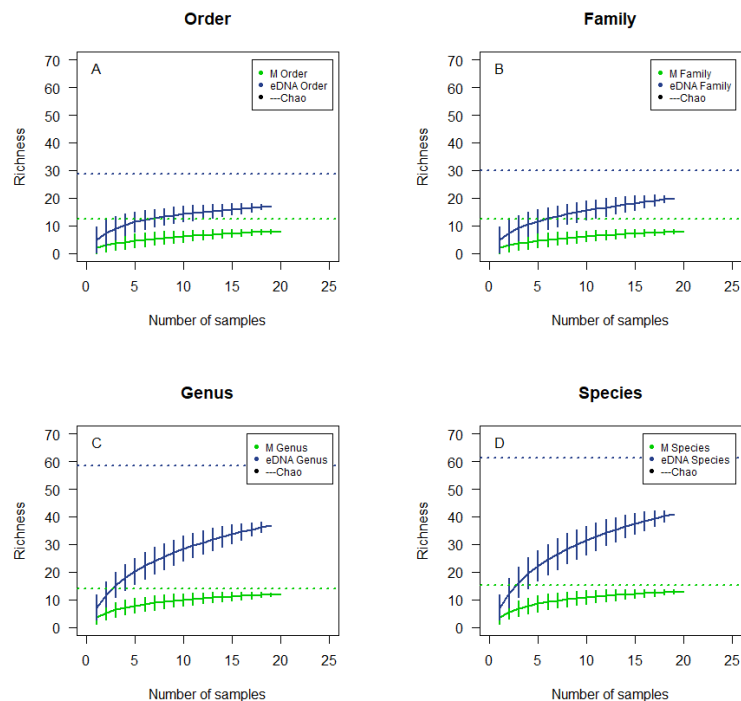 Order
A
M Order
eDNA Order
---Chao
Richness
70
60
50
40
30
20
10
0
0 5 10 15 20 25
Number of samples
Family
B
M Family
eDNA Family
---Chao
Richness
70
60
50
40
30
20
10
0
0 5 10 15 20 25
Number of samples
Genus
C
M Genus
eDNA Genus
---Chao
Richness
70
60
50
40
30
20
10
0
0 5 10 15 20 25
Number of samples
Species
D
M Species
eDNA Species
---Chao
Richness
70
60
50
40
30
20
10
0
0 5 10 15 20 25
Number of samples